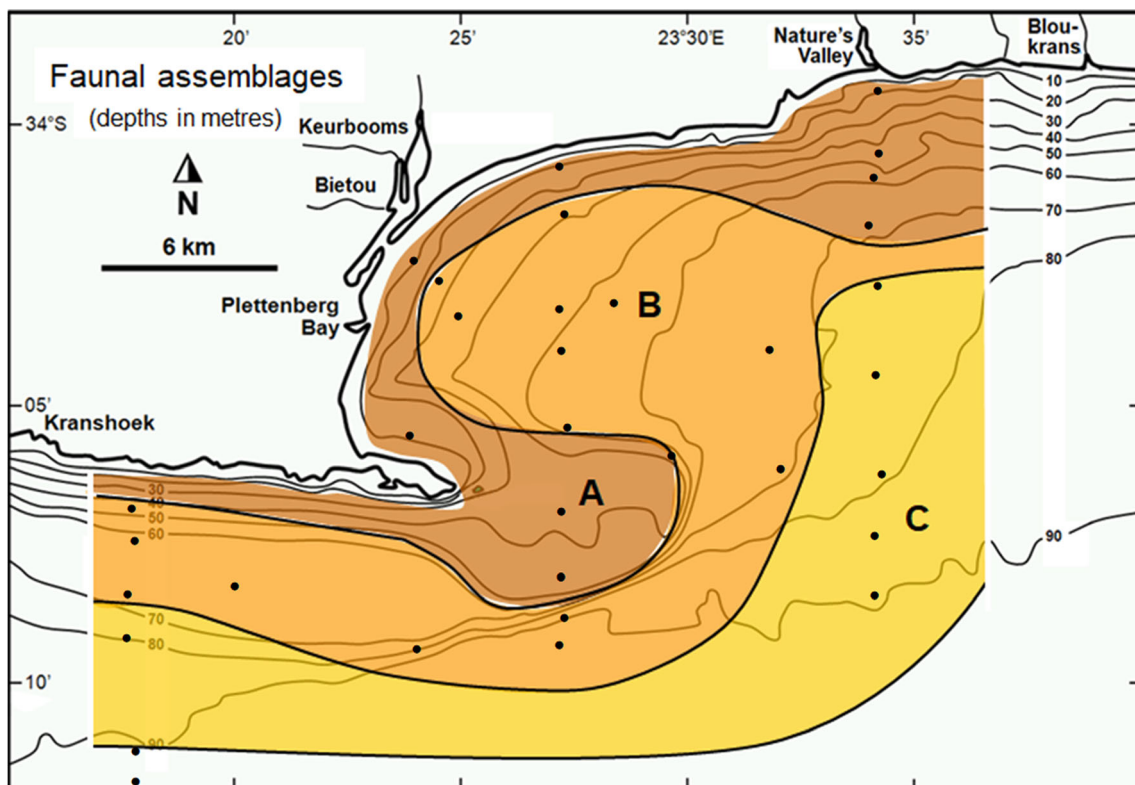 20'
25'
23°30'E
35'
Nature's
Valley
Blou-
krans
Faunal assemblages
(depths in metres)
34°S
Keurbooms
Bietou
N
6 km
10
20
30
40
50
60
70
80
Plettenberg
Bay
B
05'
Kranshoek
A
30
40
50
60
C
90
70
80
10'
90